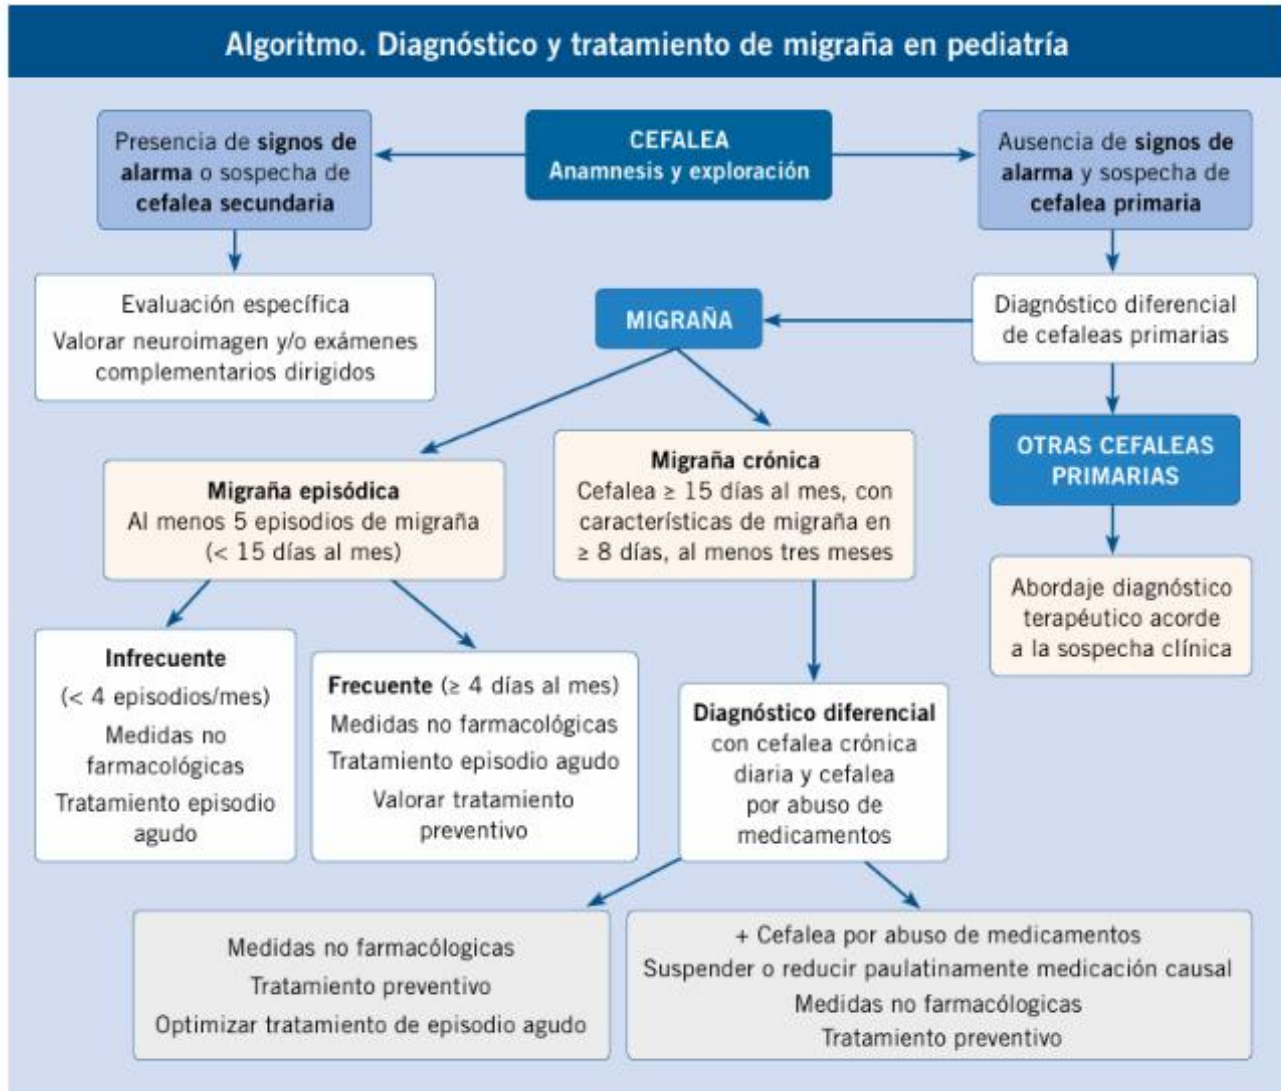 Algoritmo. Diagnóstico y tratamiento de migraña en pediatría
Presencia de signos de
alarma o sospecha de
cefalea secundaria
CEFALEA
Anamnesis y exploración
Ausencia de signos de
alarma y sospecha de
cefalea primaria
Evaluación específica
Valorar neuroimagen y/o exámenes
complementarios dirigidos
MIGRAÑA
Diagnóstico diferencial
de cefaleas primarias
Migraña episódica
Al menos 5 episodios de migraña
(< 15 días al mes)
Migraña crónica
Cefalea ≥ 15 días al mes, con
características de migraña en
≥ 8 días, al menos tres meses
OTRAS CEFALEAS
PRIMARIAS
Abordaje diagnóstico
terapéutico acorde
a la sospecha clínica
Infrecuente
(< 4 episodios/mes)
Medidas no
farmacológicas
Tratamiento episodio
agudo
Frecuente (≥ 4 días al mes)
Medidas no farmacológicas
Tratamiento episodio agudo
Valorar tratamiento
preventivo
Diagnóstico diferencial
con cefalea crónica
diaria y cefalea
por abuso de
medicamentos
Medidas no farmacólogicas
Tratamiento preventivo
Optimizar tratamiento de episodio agudo
+ Cefalea por abuso de medicamentos
Suspender o reducir paulatinamente medicación causal
Medidas no farmacólogicas
Tratamiento preventivo